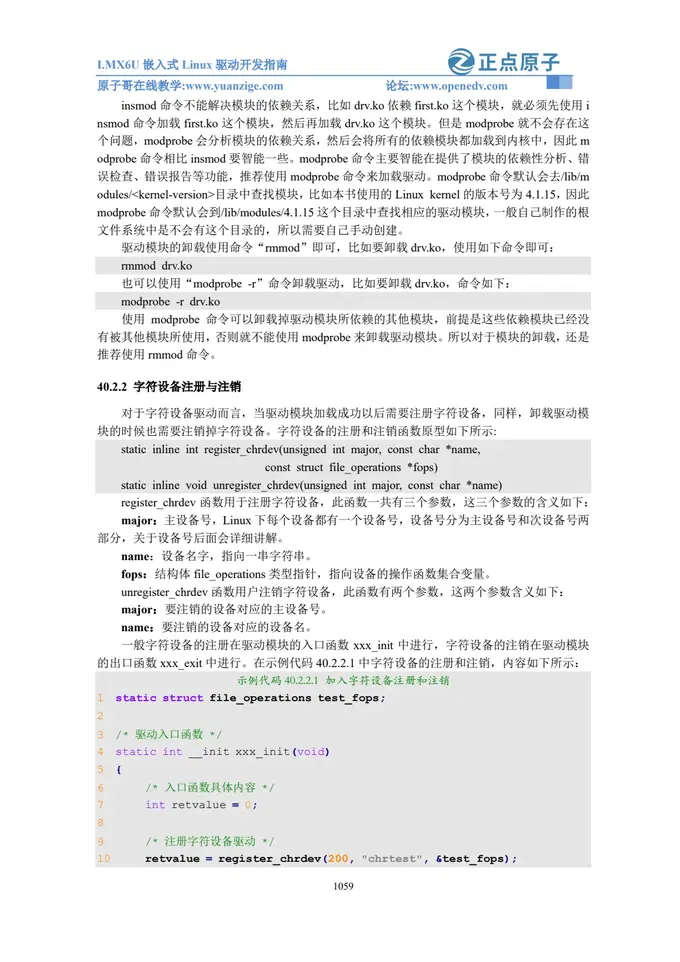 I.MX6U 嵌入式 Linux 驱动开发指南
正点原子
原子哥在线教学:www.yuanzige.com 论坛:www.openedv.com
insmod 命令不能解决模块的依赖关系，比如 drv.ko 依赖 first.ko 这个模块，就必须先使用 i
nsmod 命令加载 first.ko 这个模块，然后再加载 drv.ko 这个模块。但是 modprobe 就不会存在这
个问题，modprobe 会分析模块的依赖关系，然后会将所有的依赖模块都加载到内核中，因此 m
odprobe 命令相比 insmod 要智能一些。modprobe 命令主要智能在提供了模块的依赖性分析、错
误检查、错误报告等功能，推荐使用 modprobe 命令来加载驱动。modprobe 命令默认会去/lib/m
odules/<kernel-version>目录中查找模块，比如本书使用的 Linux kernel 的版本号为 4.1.15，因此
modprobe 命令默认会到/lib/modules/4.1.15 这个目录中查找相应的驱动模块，一般自己制作的根
文件系统中是不会有这个目录的，所以需要自己手动创建。
驱动模块的卸载使用命令“rmmod”即可，比如要卸载 drv.ko，使用如下命令即可：
rmmod drv.ko
也可以使用“modprobe -r”命令卸载驱动，比如要卸载 drv.ko，命令如下：
modprobe -r drv.ko
使用 modprobe 命令可以卸载掉驱动模块所依赖的其他模块，前提是这些依赖模块已经没
有被其他模块所使用，否则就不能使用 modprobe 来卸载驱动模块。所以对于模块的卸载，还是
推荐使用 rmmod 命令。
40.2.2 字符设备注册与注销
对于字符设备驱动而言，当驱动模块加载成功以后需要注册字符设备，同样，卸载驱动模
块的时候也需要注销掉字符设备。字符设备的注册和注销函数原型如下所示:
static inline int register_chrdev(unsigned int major, const char *name,
const struct file_operations *fops)
static inline void unregister_chrdev(unsigned int major, const char *name)
register_chrdev 函数用于注册字符设备，此函数一共有三个参数，这三个参数的含义如下：
major：主设备号，Linux 下每个设备都有一个设备号，设备号分为主设备号和次设备号两
部分，关于设备号后面会详细讲解。
name：设备名字，指向一串字符串。
fops：结构体 file_operations 类型指针，指向设备的操作函数集合变量。
unregister_chrdev 函数用户注销字符设备，此函数有两个参数，这两个参数含义如下：
major：要注销的设备对应的主设备号。
name：要注销的设备对应的设备名。
一般字符设备的注册在驱动模块的入口函数 xxx_init 中进行，字符设备的注销在驱动模块
的出口函数 xxx_exit 中进行。在示例代码 40.2.2.1 中字符设备的注册和注销，内容如下所示：
示例代码 40.2.2.1 加入字符设备注册和注销
1 static struct file_operations test_fops;
2
3 /* 驱动入口函数 */
4 static int __init xxx_init(void)
5 {
6 /* 入口函数具体内容 */
7 int retvalue = 0;
8
9 /* 注册字符设备驱动 */
10 retvalue = register_chrdev(200, "chrtest", &test_fops);
1059